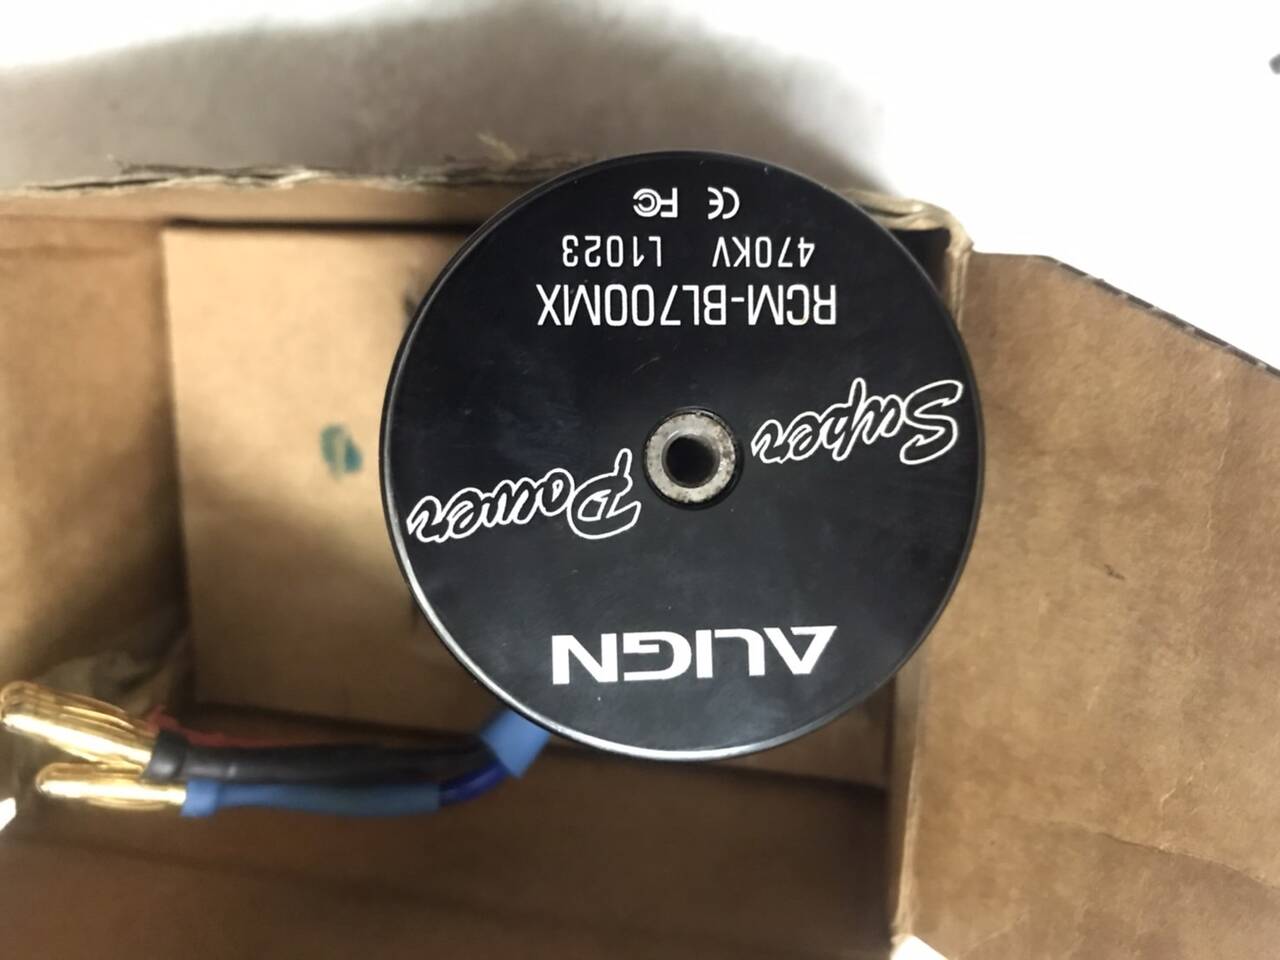 ALIGN
Super Power
RCM-BL700MX
470KV L1023
CE FC